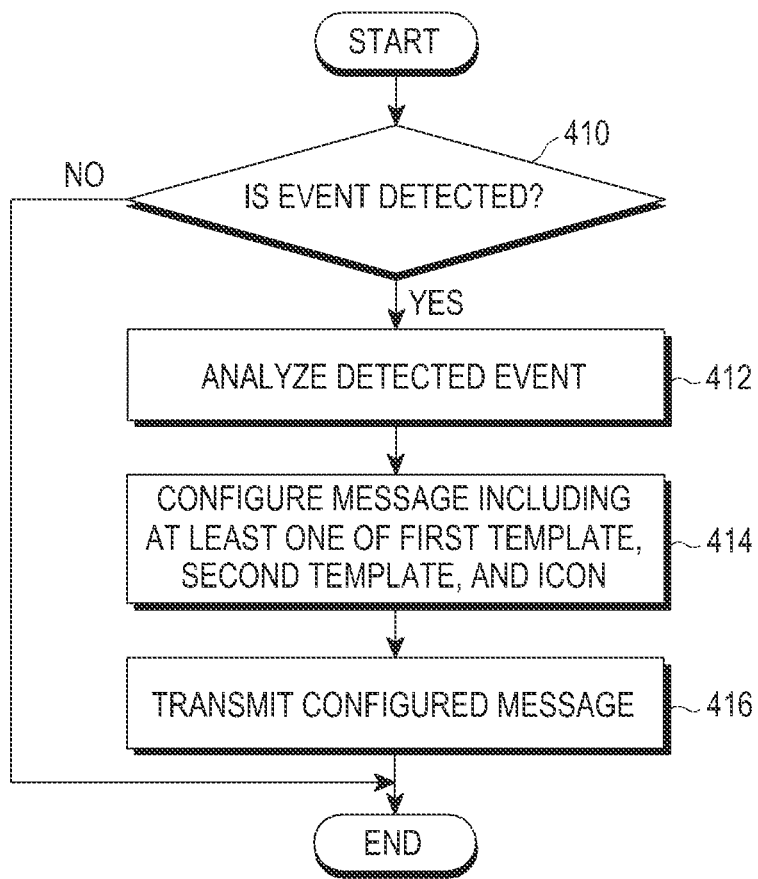 START
410
NO
IS EVENT DETECTED?
YES
ANALYZE DETECTED EVENT
412
CONFIGURE MESSAGE INCLUDING
AT LEAST ONE OF FIRST TEMPLATE,
SECOND TEMPLATE, AND ICON
414
TRANSMIT CONFIGURED MESSAGE
416
END